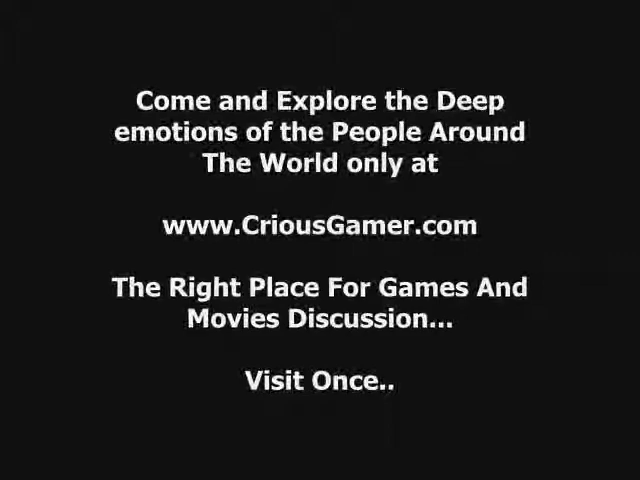 Come and Explore the Deep
emotions of the People Around
The World only at
www.CriousGamer.com
The Right Place For Games And
Movies Discussion...
Visit Once..